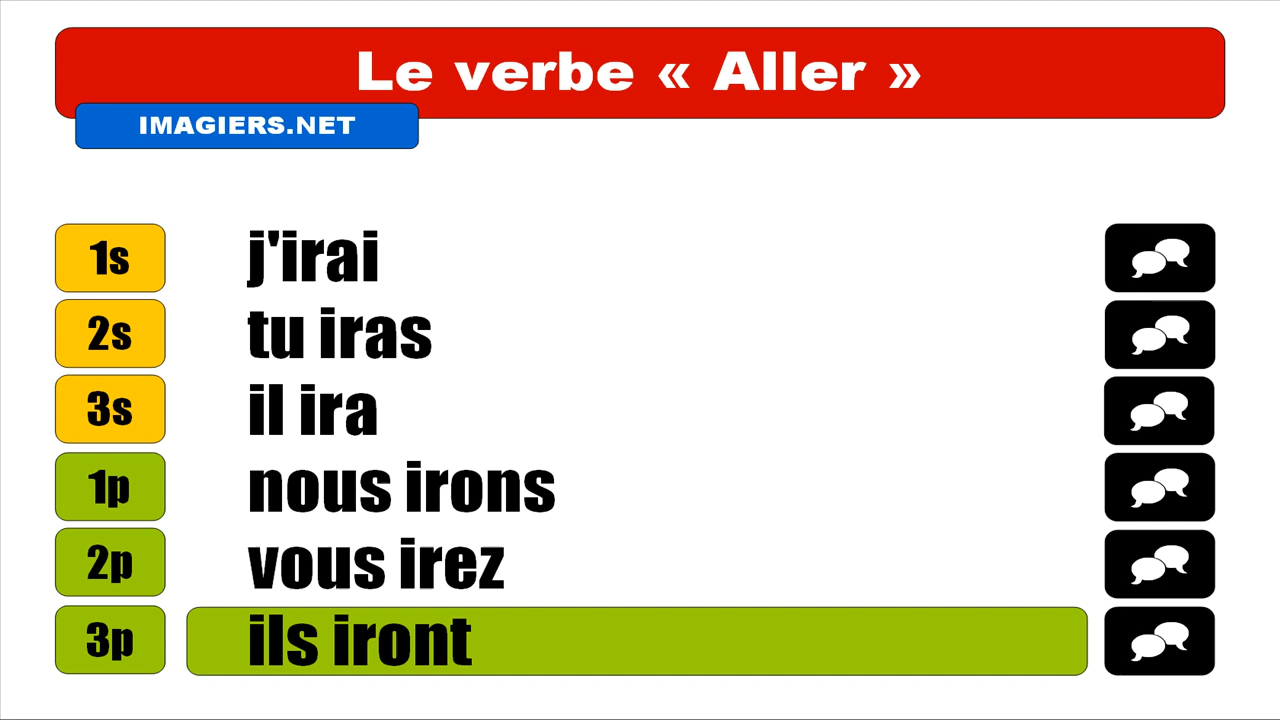 Le verbe « Aller »
IMAGIERS.NET
1s j'irai
2s tu iras
3s il ira
1p nous irons
2p vous irez
3p ils iront